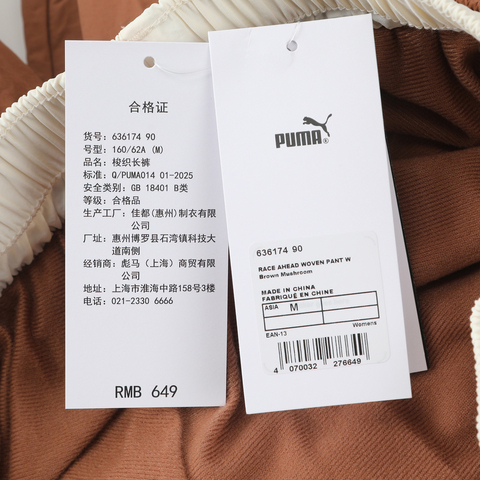 合格证
货号: 636174 90
号型: 160/62A (M)
品名: 梭织长裤
标准: Q/PUMA014 01-2025
安全类别: GB 18401 B类
等级: 合格品
生产工厂: 佳都(惠州)制衣有限公司
厂址: 惠州博罗县石湾镇科技大道南侧
经销商: 彪马(上海)商贸有限公司
地址: 上海市淮海中路158号3楼
电话: 021-2330 6666
RMB 649
PUMA®
636174 90
RACE AHEAD WOVEN PANT W
Brown Mushroom
MADE IN CHINA
FABRIQUÉ EN CHINE
ASIA M
EAN-13 Womens
4 070032 276649